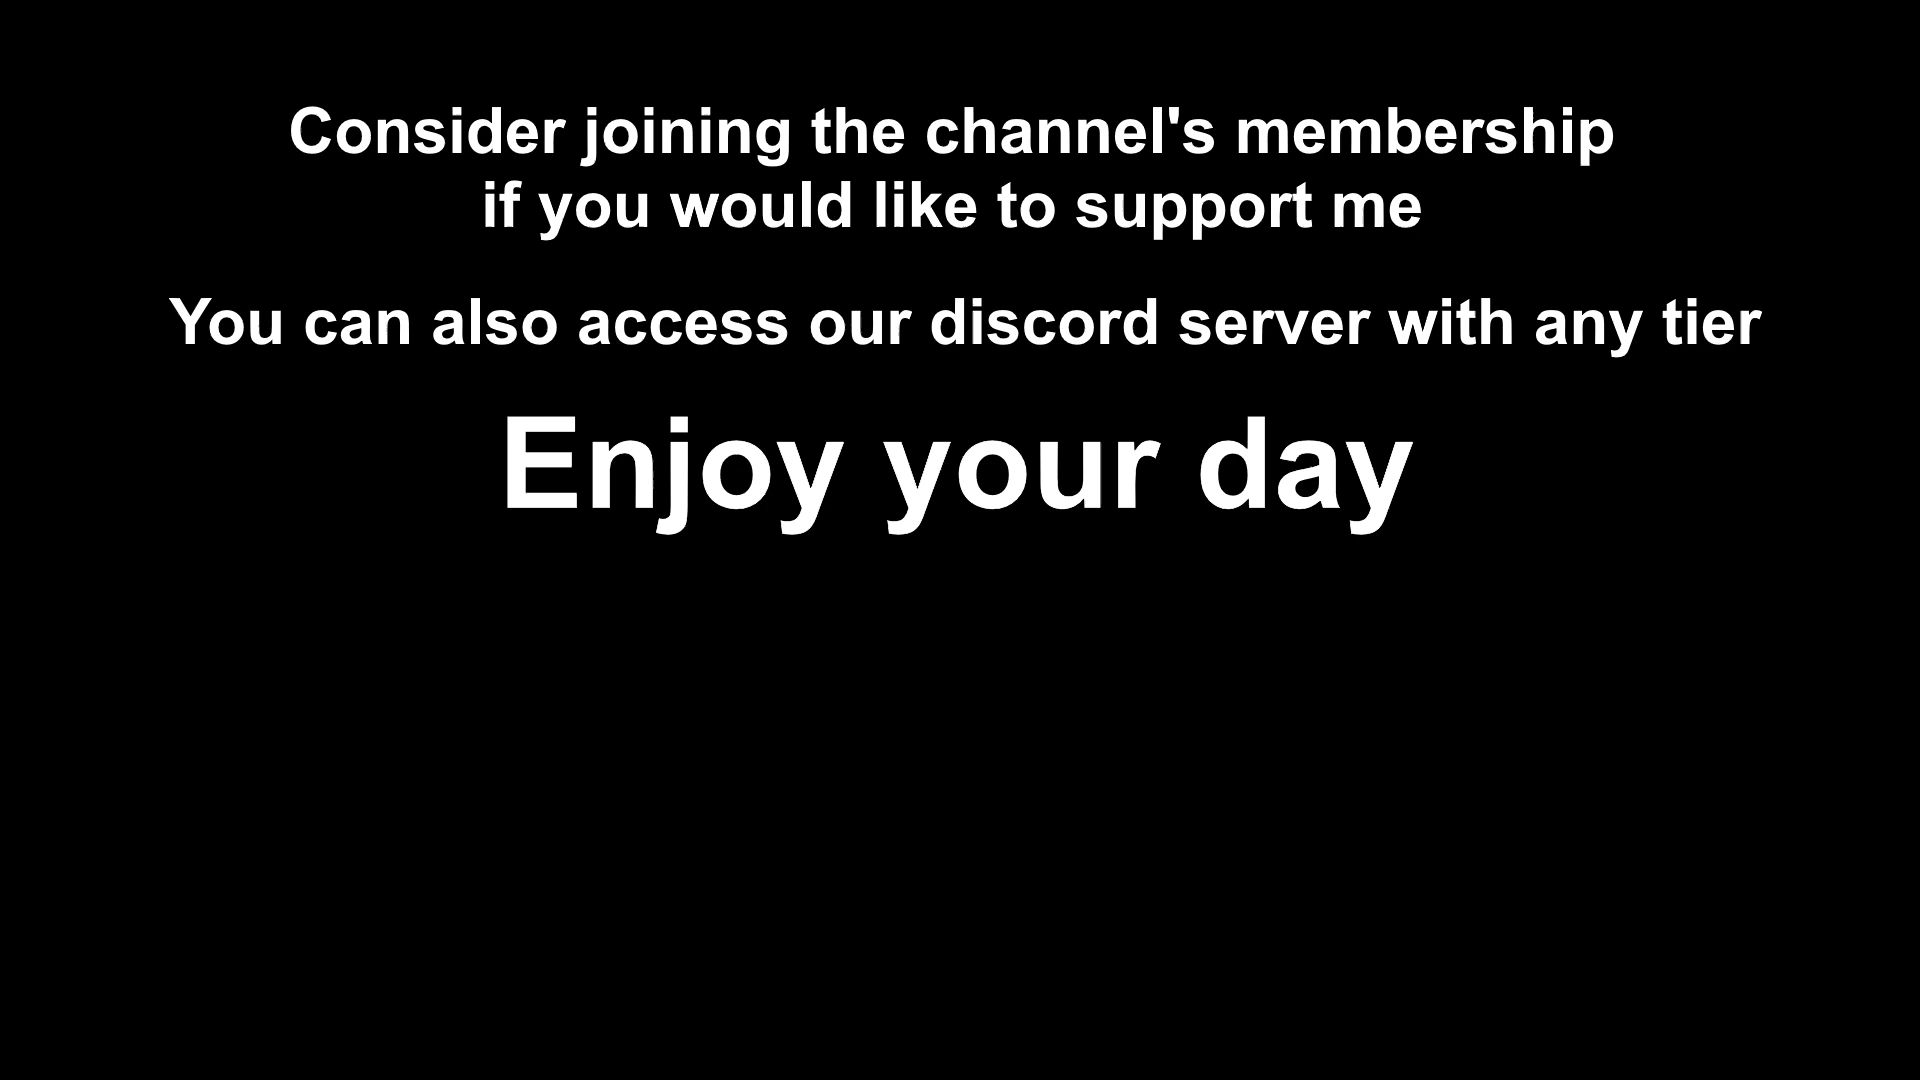 Consider joining the channel's membership
if you would like to support me
You can also access our discord server with any tier
Enjoy your day